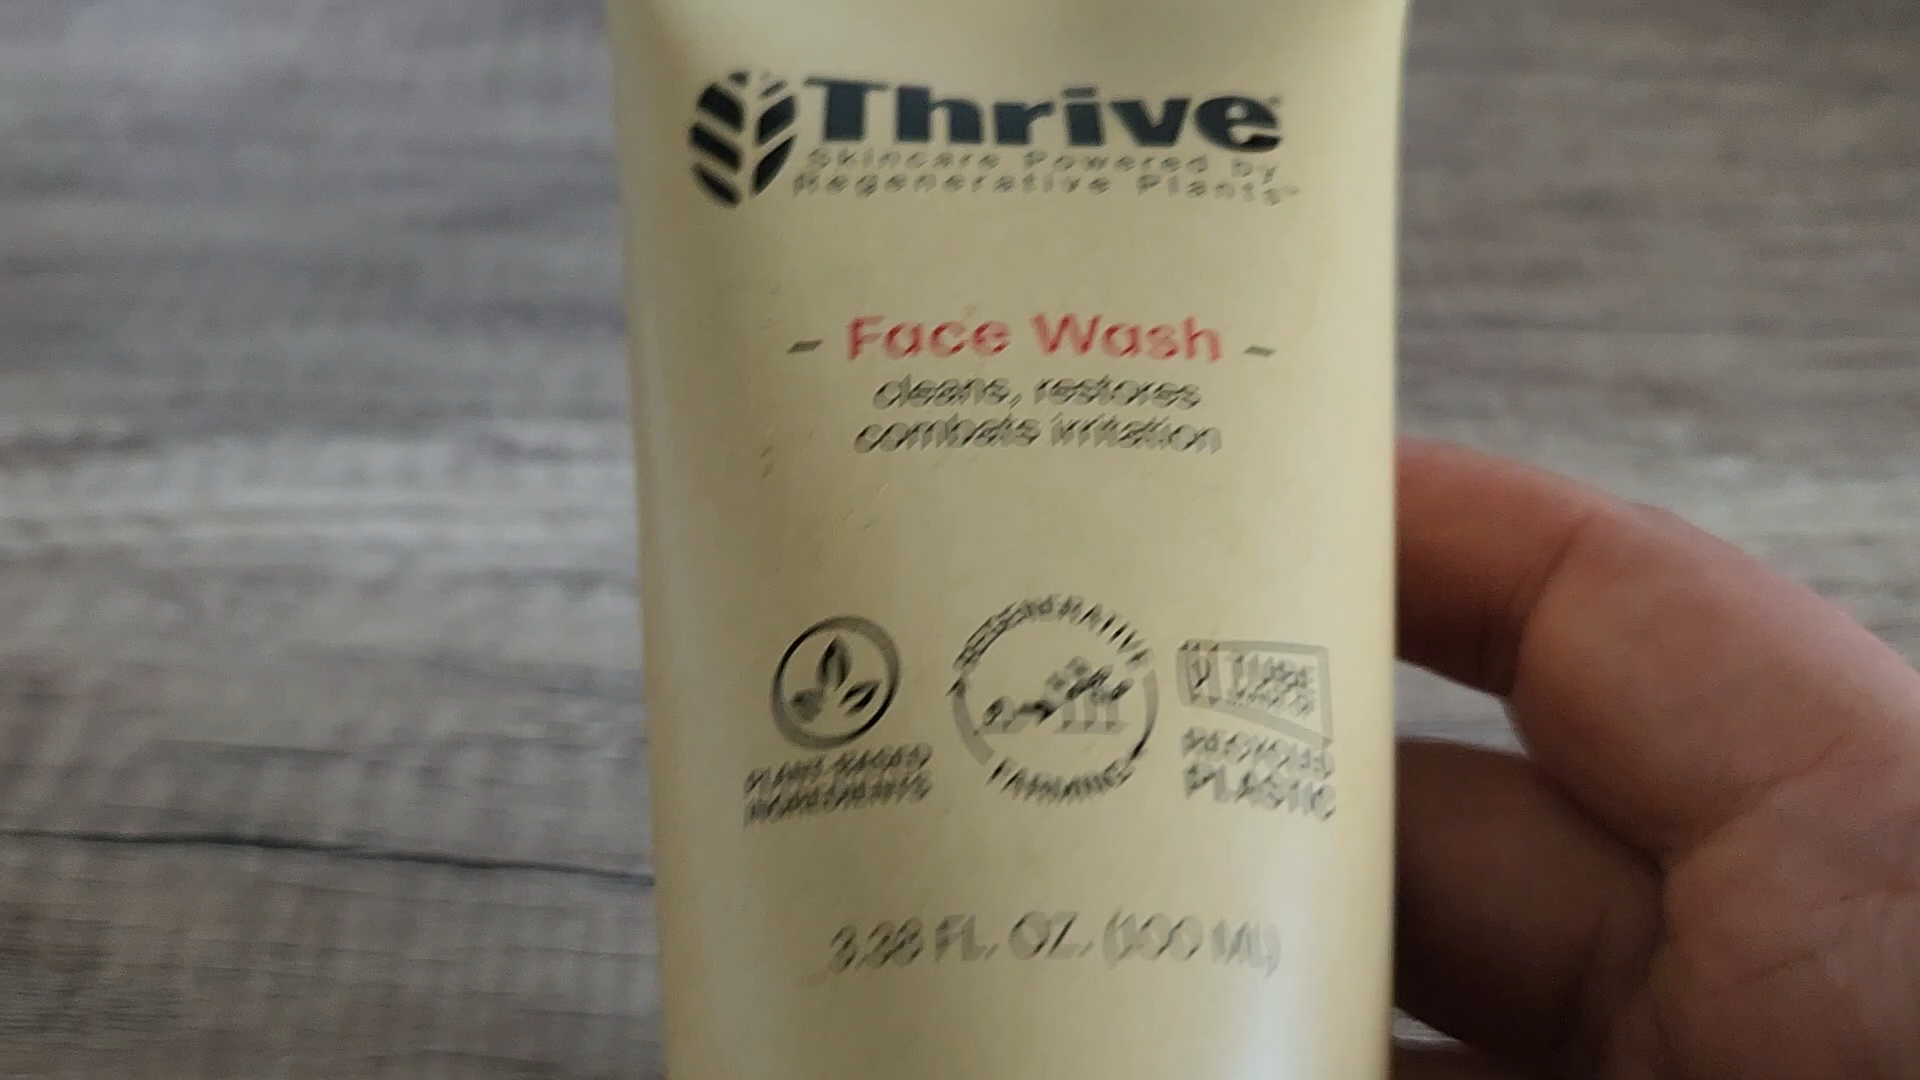 Thrive
Skincare Powered by
Regenerative Plants™
- Face Wash -
cleans, restores
combats irritation
PLANT-BASED
INGREDIENTS
REGENERATIVE
FARMING
RECYCLED
PLASTIC
3.38 FL. OZ. (100 ML)